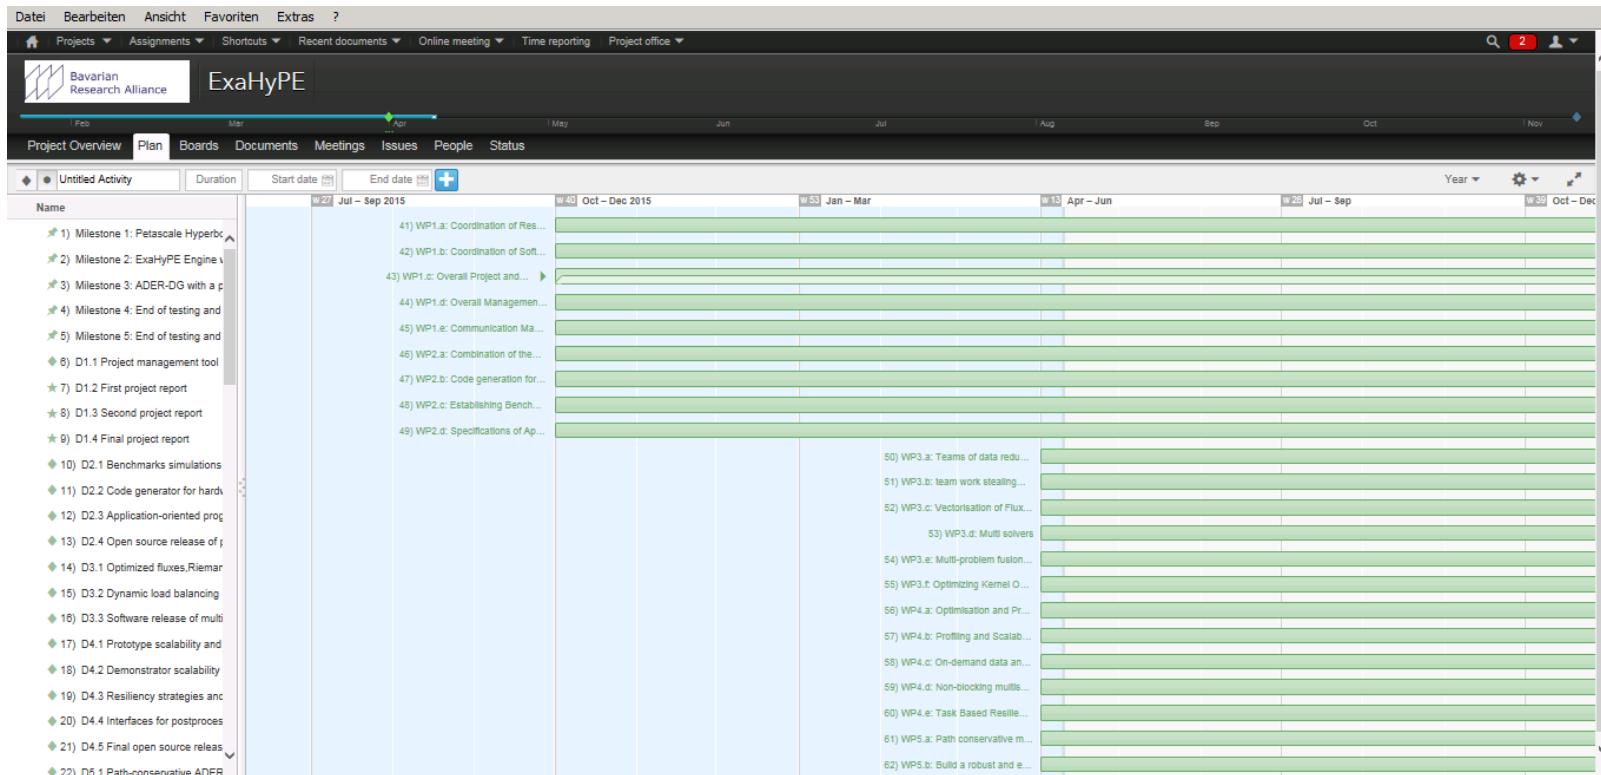 Datei Bearbeiten Ansicht Favoriten Extras ?
Projects Assignments Shortcuts Recent documents Online meeting Time reporting Project office 2
Bavarian
Research Alliance
ExaHyPE
Feb Mar Apr May Jun Jul Aug Sep Oct Nov
Project Overview Plan Boards Documents Meetings Issues People Status
Untitled Activity Duration Start date End date Year
Name
w 27 Jul – Sep 2015 w 40 Oct – Dec 2015 w 53 Jan – Mar w 13 Apr – Jun w 26 Jul – Sep w 39 Oct – Dec
1) Milestone 1: Petascale Hyperbo
2) Milestone 2: ExaHyPE Engine v
3) Milestone 3: ADER-DG with a p
4) Milestone 4: End of testing and
5) Milestone 5: End of testing and
6) D1.1 Project management tool
7) D1.2 First project report
8) D1.3 Second project report
9) D1.4 Final project report
10) D2.1 Benchmarks simulations
11) D2.2 Code generator for hardw
12) D2.3 Application-oriented prog
13) D2.4 Open source release of p
14) D3.1 Optimized fluxes,Rieman
15) D3.2 Dynamic load balancing
16) D3.3 Software release of multi
17) D4.1 Prototype scalability and
18) D4.2 Demonstrator scalability
19) D4.3 Resiliency strategies and
20) D4.4 Interfaces for postproces
21) D4.5 Final open source releas
22) D5.1 Path-conservative ADER
41) WP1.a: Coordination of Res...
42) WP1.b: Coordination of Soft...
43) WP1.c: Overall Project and...
44) WP1.d: Overall Managemen...
45) WP1.e: Communication Ma...
46) WP2.a: Combination of the...
47) WP2.b: Code generation for...
48) WP2.c: Establishing Bench...
49) WP2.d: Specifications of Ap...
50) WP3.a: Teams of data redu...
51) WP3.b: team work stealing...
52) WP3.c: Vectorisation of Flux...
53) WP3.d: Multi solvers
54) WP3.e: Multi-problem fusion...
55) WP3.f: Optimizing Kernel O...
56) WP4.a: Optimisation and Pr...
57) WP4.b: Profiling and Scalab...
58) WP4.c: On-demand data an...
59) WP4.d: Non-blocking multis...
60) WP4.e: Task Based Resilie...
61) WP5.a: Path conservative m...
62) WP5.b: Build a robust and e...